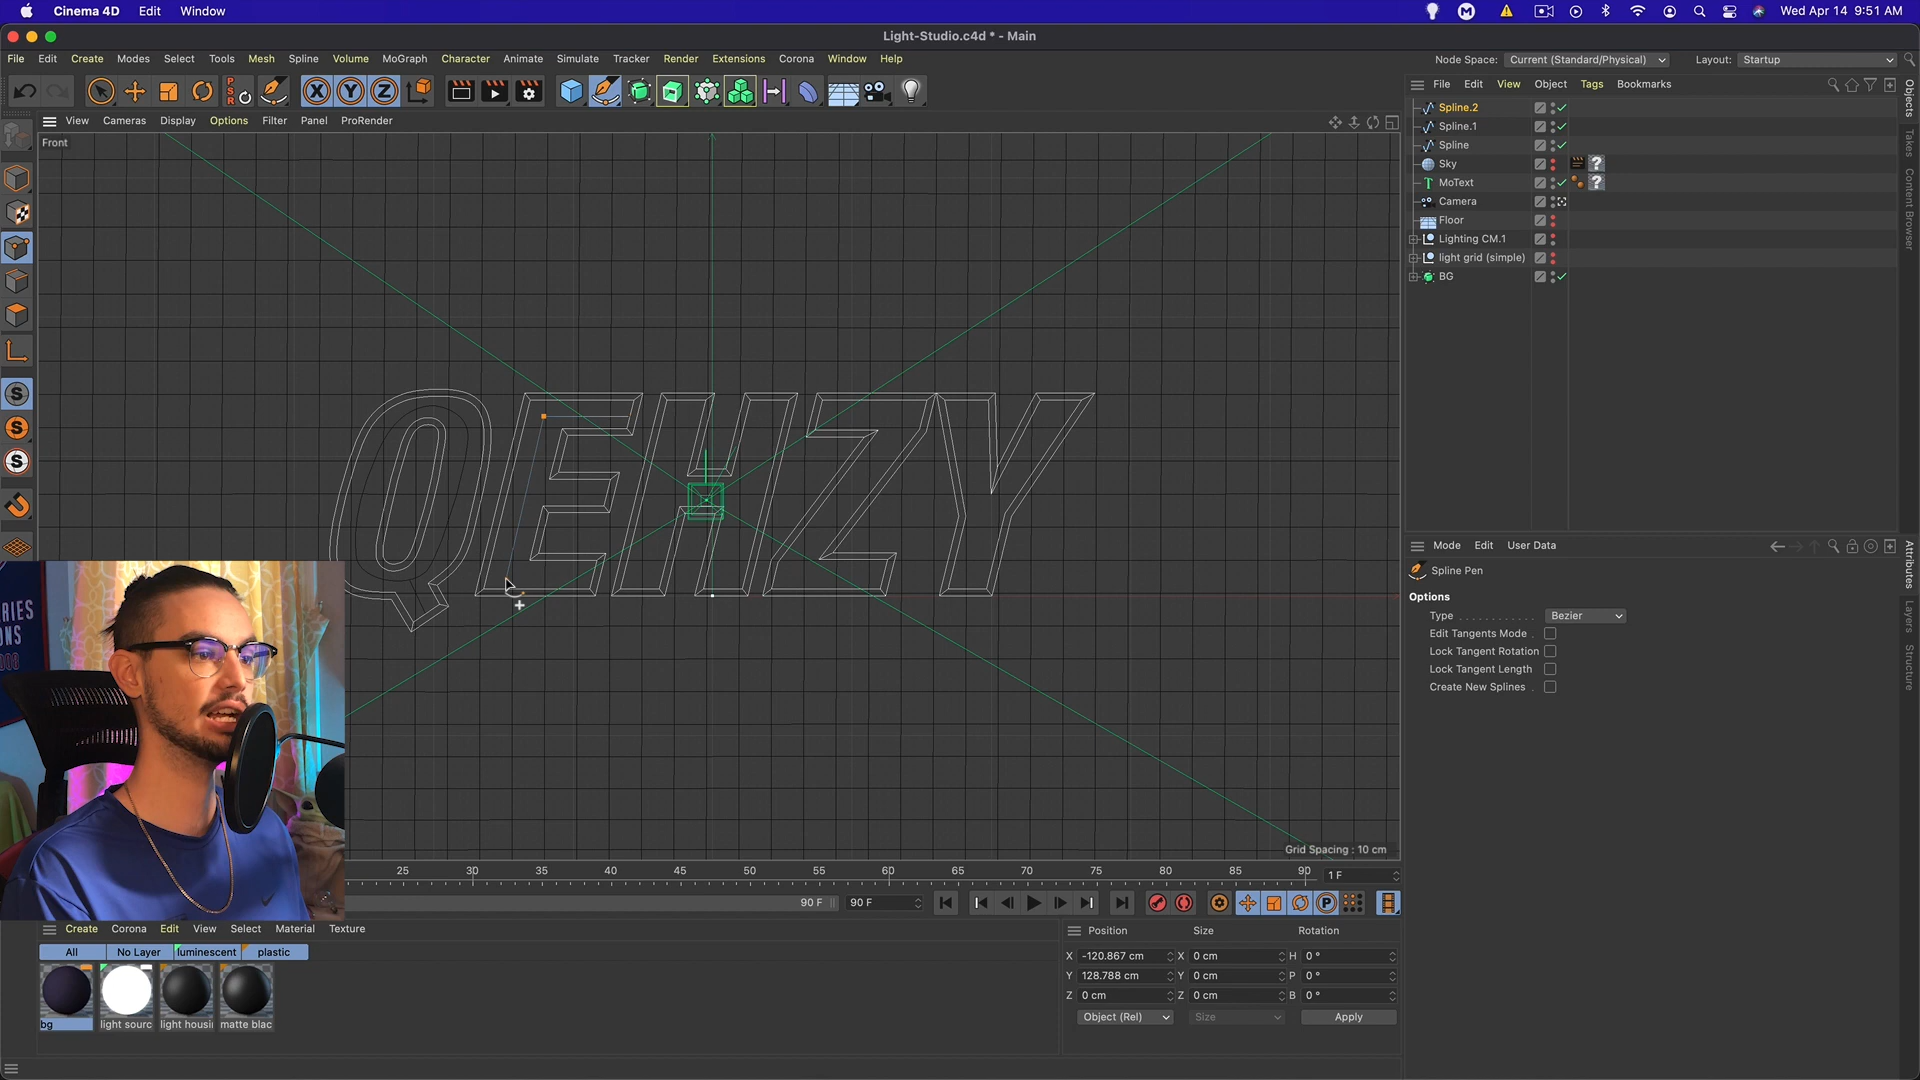 Cinema 4D Edit Window
Wed Apr 14 9:51 AM
Light-Studio.c4d * - Main
File Edit Create Modes Select Tools Mesh Spline Volume MoGraph Character Animate Simulate Tracker Render Extensions Corona Window Help
Node Space: Current (Standard/Physical) Layout: Startup
PSR X Y Z
File Edit View Object Tags Bookmarks
View Cameras Display Options Filter Panel ProRender
Front
Spline.2
Spline.1
Spline
Sky
MoText
Camera
Floor
Lighting CM.1
light grid (simple)
BG
Objects
Takes
Content Browser
QEHZY
Mode Edit User Data
Spline Pen
Options
Type Bezier
Edit Tangents Mode
Lock Tangent Rotation
Lock Tangent Length
Create New Splines
Attributes
Layers
Structure
Grid Spacing : 10 cm
25 30 35 40 45 50 55 60 65 70 75 80 85 90 1 F
90 F 90 F
Create Corona Edit View Select Material Texture
All No Layer luminescent plastic
bg light sourc light housi matte blac
Position Size Rotation
X -120.867 cm X 0 cm H 0 °
Y 128.788 cm Y 0 cm P 0 °
Z 0 cm Z 0 cm B 0 °
Object (Rel) Size Apply